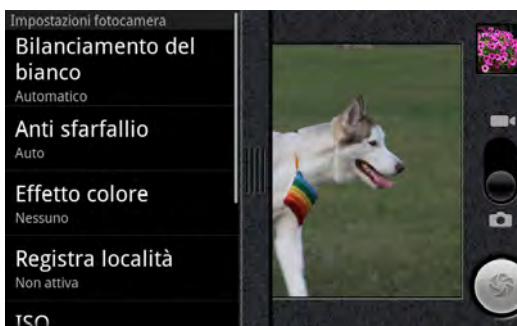 Impostazioni fotocamera
Bilanciamento del
bianco
Automatico
Anti sfarfallio
Auto
Effetto colore
Nessuno
Registra località
Non attiva
ISO